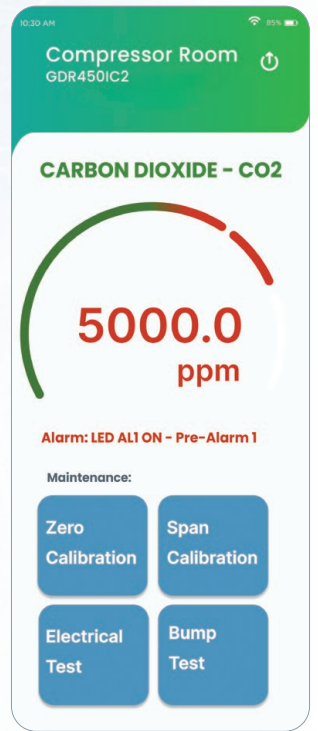 10:30 AM 85%
Compressor Room
GDR450IC2
CARBON DIOXIDE - CO2
5000.0
ppm
Alarm: LED AL1 ON - Pre-Alarm 1
Maintenance:
Zero
Calibration
Span
Calibration
Electrical
Test
Bump
Test